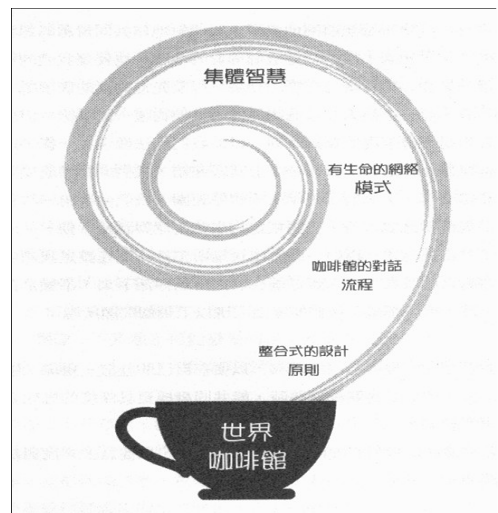 集體智慧
有生命的網絡
模式
咖啡館的對話
流程
整合式的設計
原則
世界
咖啡館